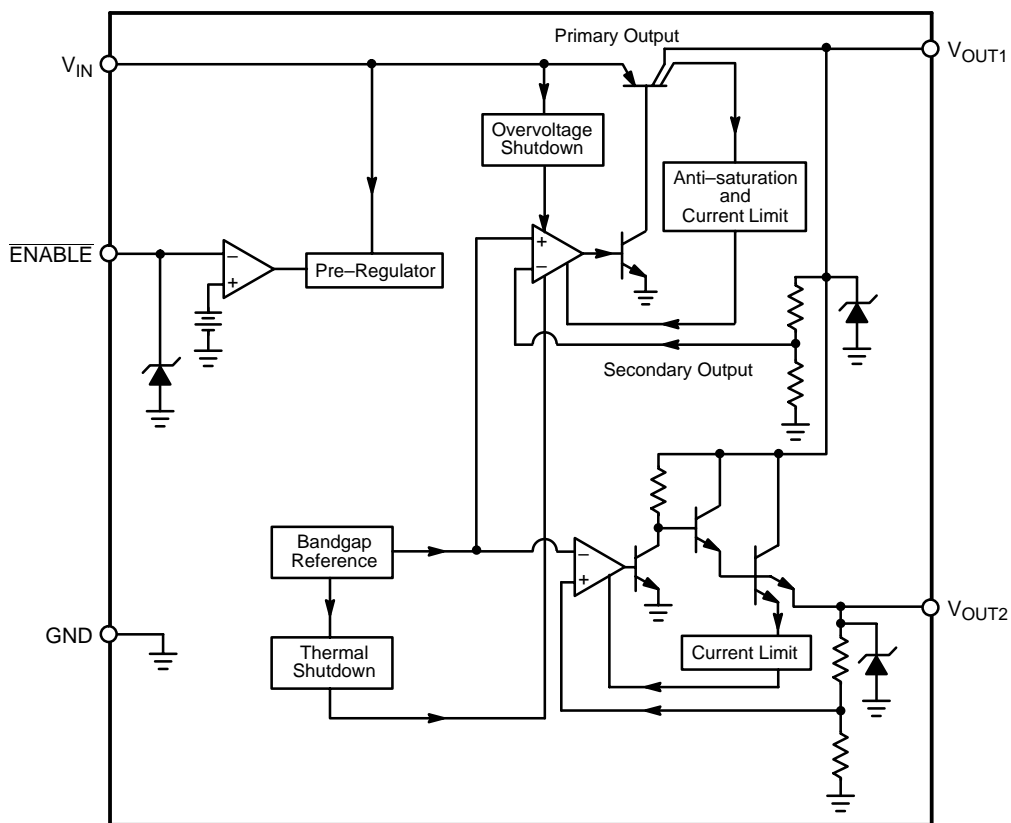 Primary Output
V_IN
V_OUT1
Overvoltage
Shutdown
Anti–saturation
and
Current Limit
E̅N̅A̅B̅L̅E̅
−
+
Pre–Regulator
+
−
Secondary Output
Bandgap
Reference
−
+
V_OUT2
GND
Thermal
Shutdown
Current Limit